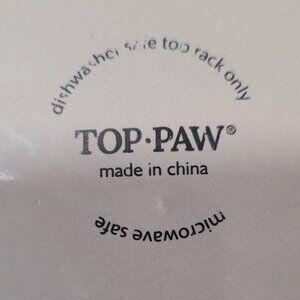 dishwasher safe top rack only
TOP·PAW®
made in china
microwave safe